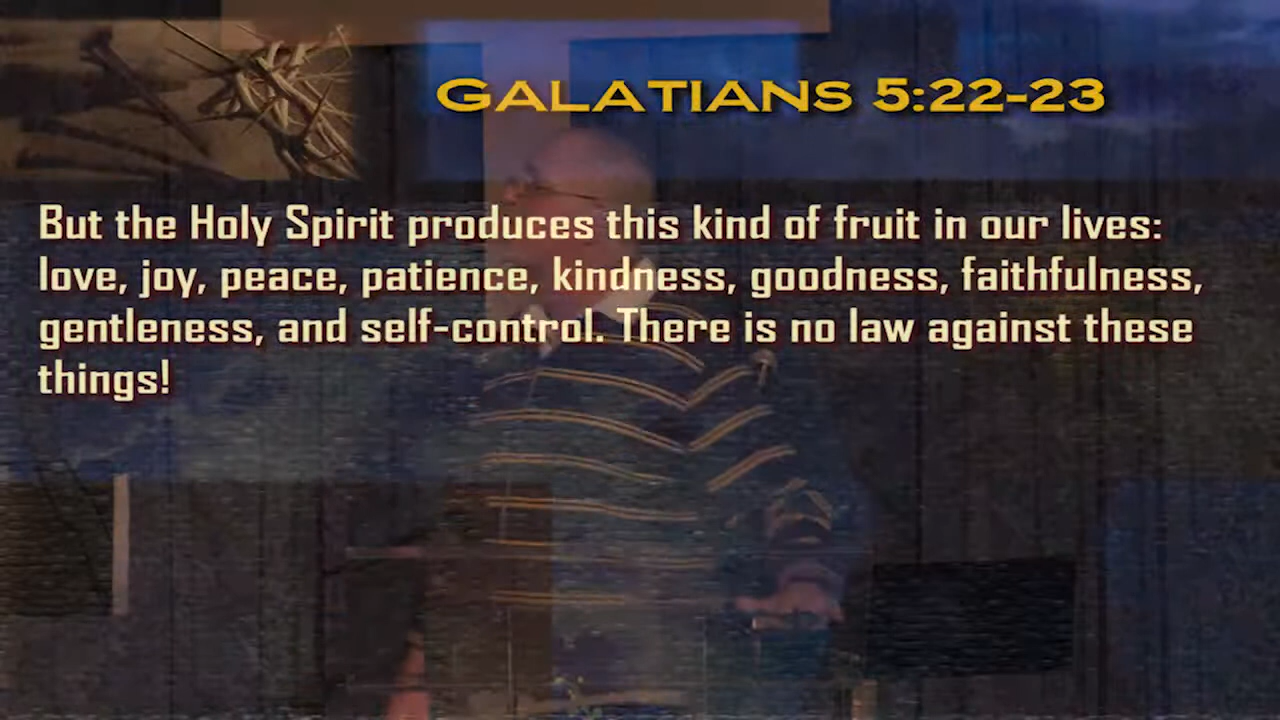 GALATIANS 5:22-23
But the Holy Spirit produces this kind of fruit in our lives:
love, joy, peace, patience, kindness, goodness, faithfulness,
gentleness, and self-control. There is no law against these
things!